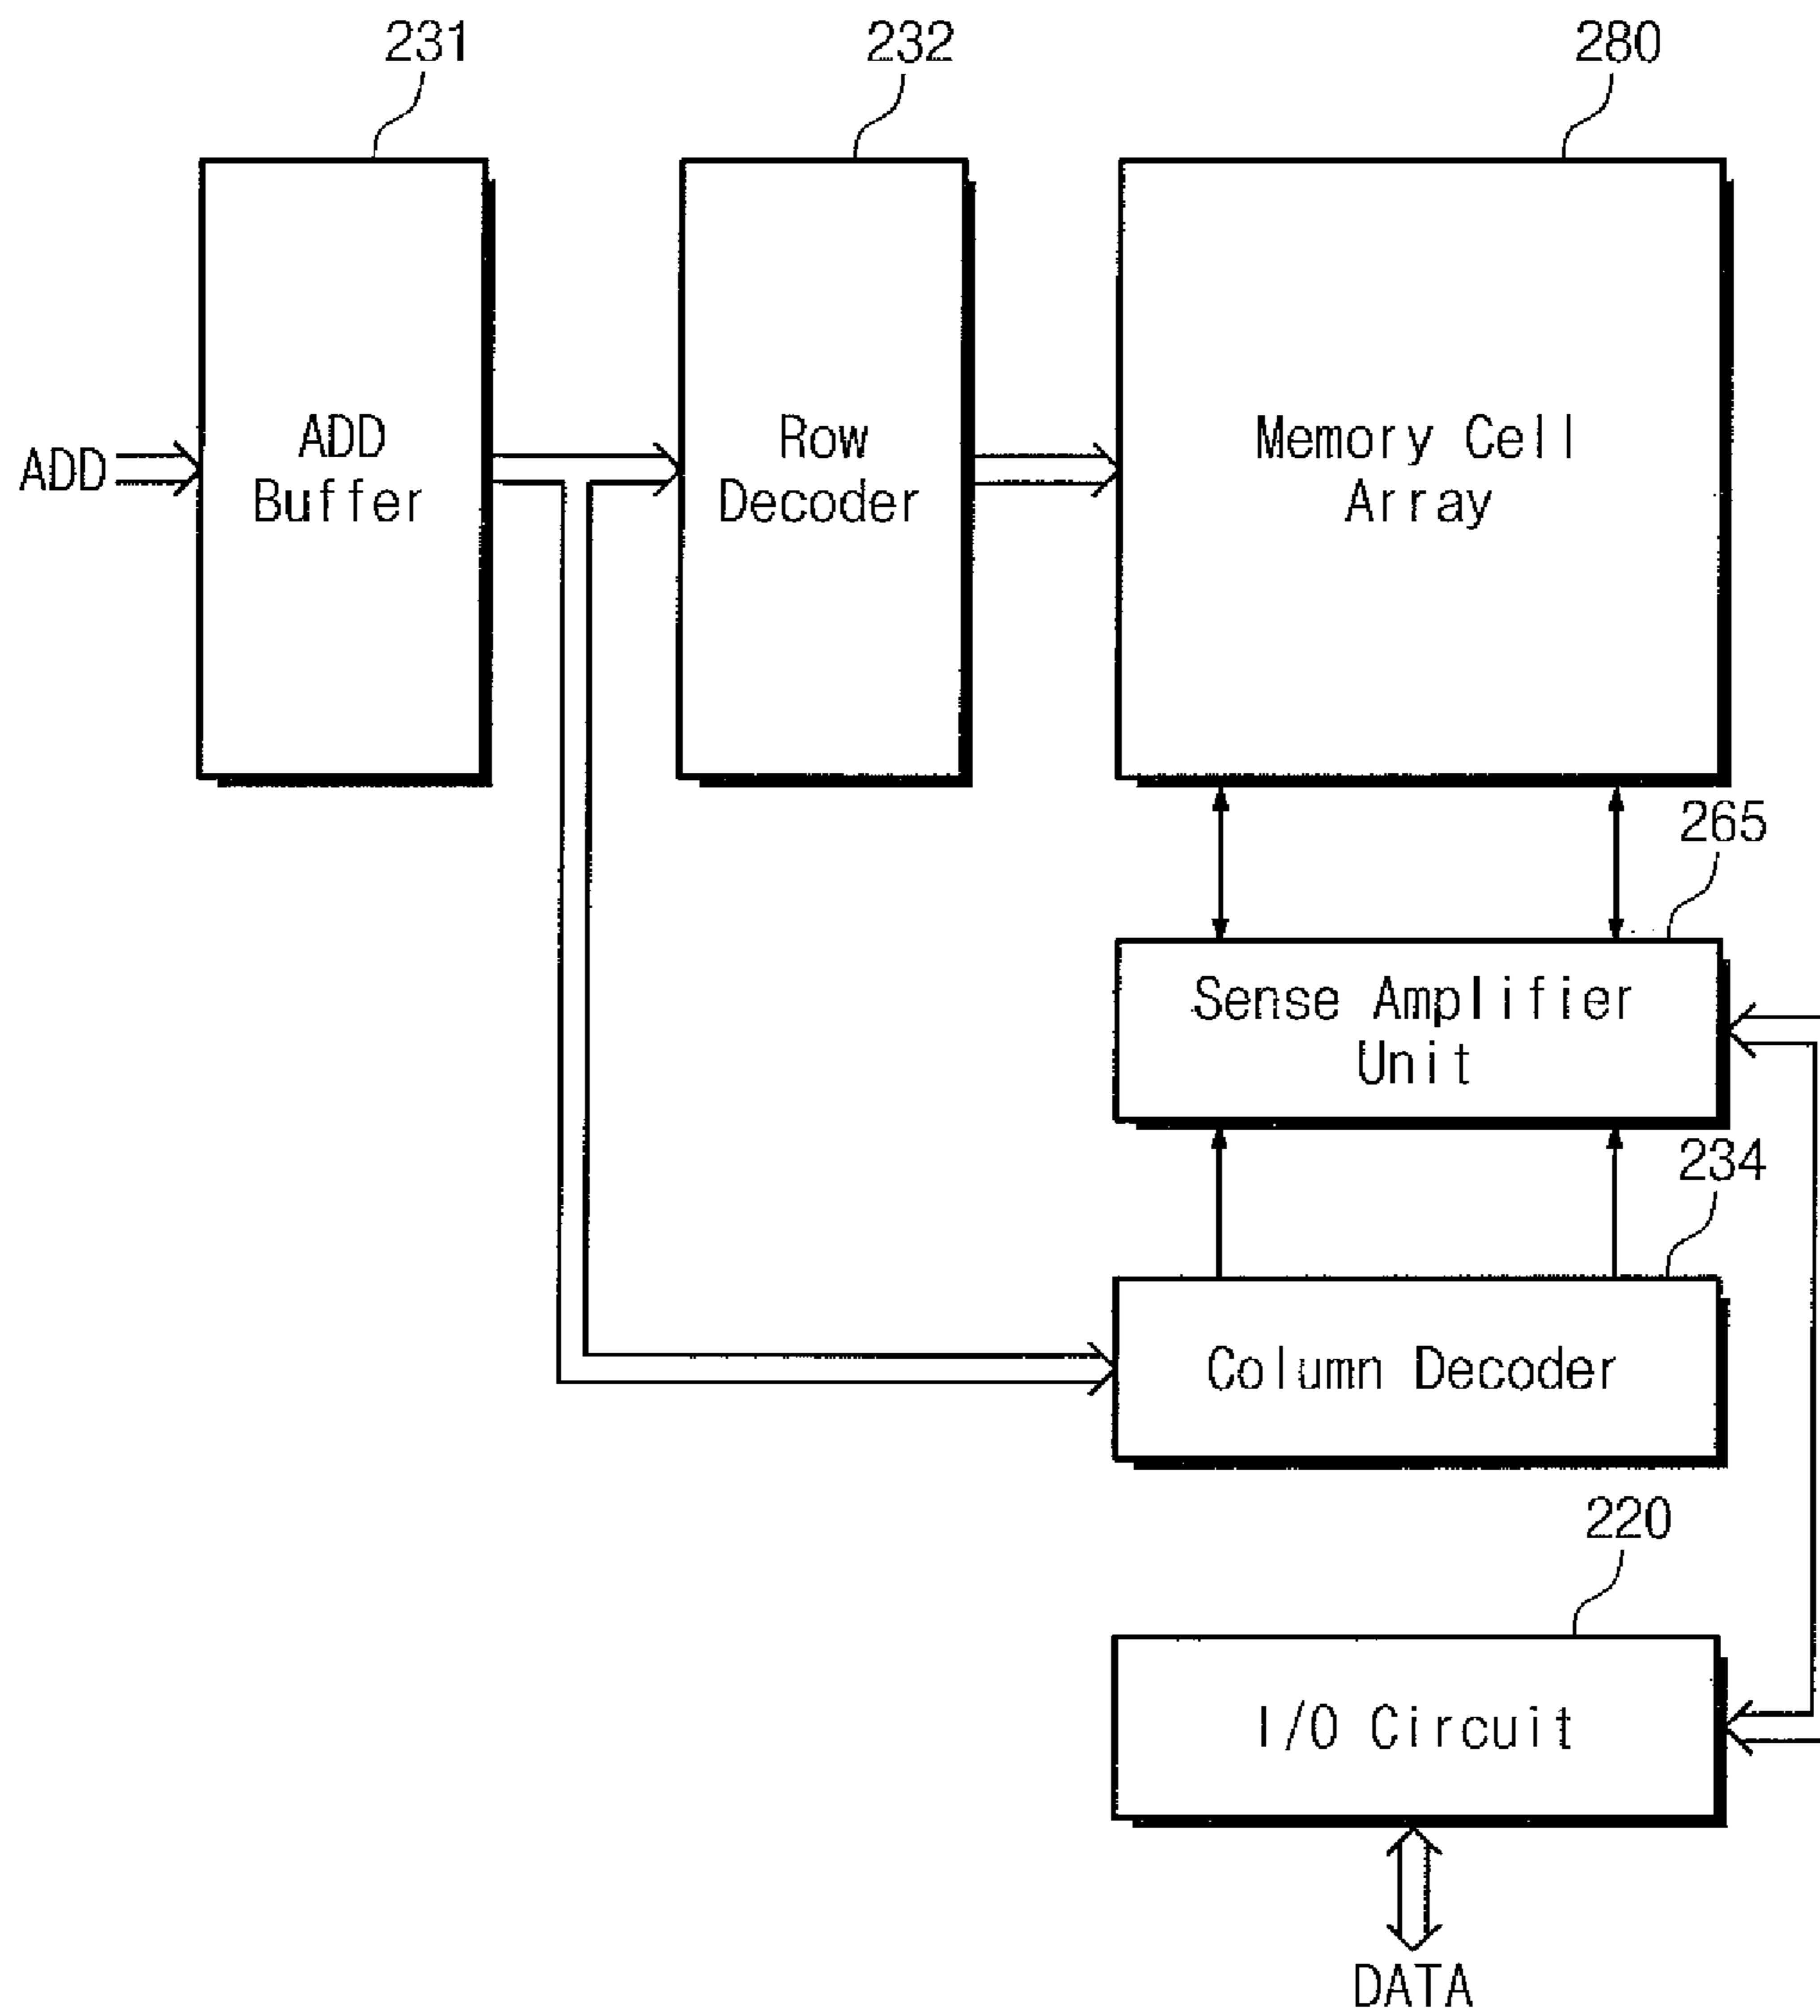 231
232
280
ADD
ADD
Buffer
Row
Decoder
Memory Cell
Array
265
Sense Amplifier
Unit
234
Column Decoder
220
I/O Circuit
DATA